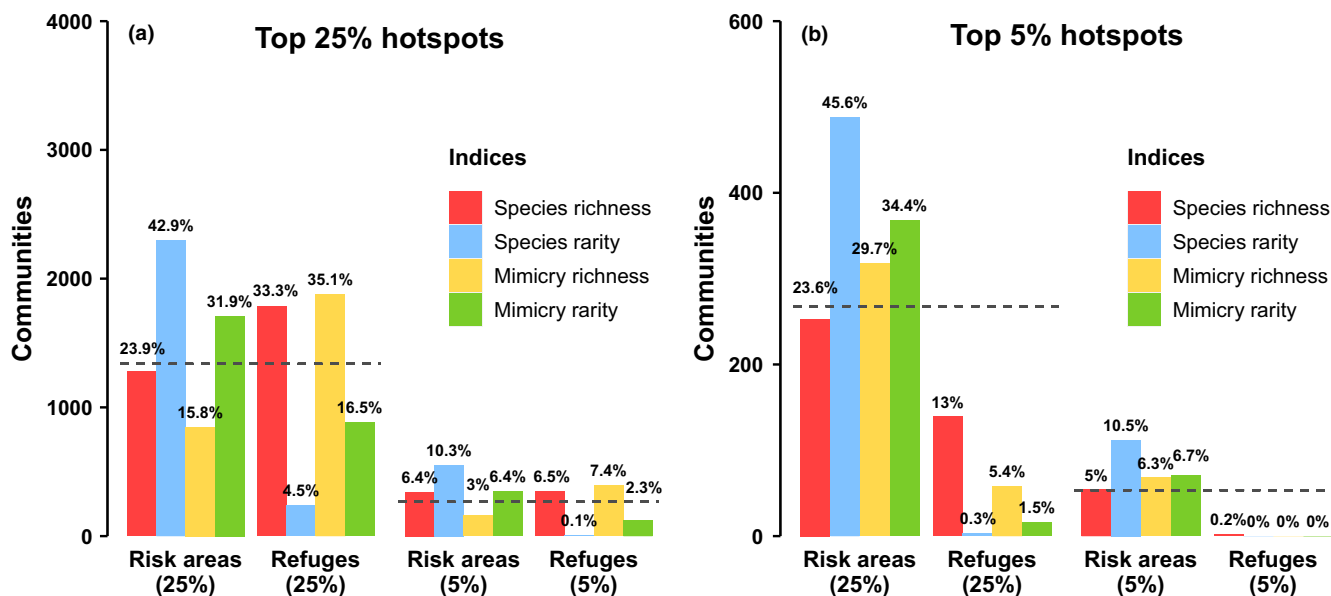 (a)
Top 25% hotspots
Communities
4000
3000
2000
1000
0
Indices
Species richness
Species rarity
Mimicry richness
Mimicry rarity
23.9%
42.9%
15.8%
31.9%
33.3%
4.5%
35.1%
16.5%
6.4%
10.3%
3%
6.4%
6.5%
0.1%
7.4%
2.3%
Risk areas
(25%)
Refuges
(25%)
Risk areas
(5%)
Refuges
(5%)
(b)
Top 5% hotspots
Communities
600
400
200
0
Indices
Species richness
Species rarity
Mimicry richness
Mimicry rarity
23.6%
45.6%
29.7%
34.4%
13%
0.3%
5.4%
1.5%
5%
10.5%
6.3%
6.7%
0.2%
0%
0%
0%
Risk areas
(25%)
Refuges
(25%)
Risk areas
(5%)
Refuges
(5%)